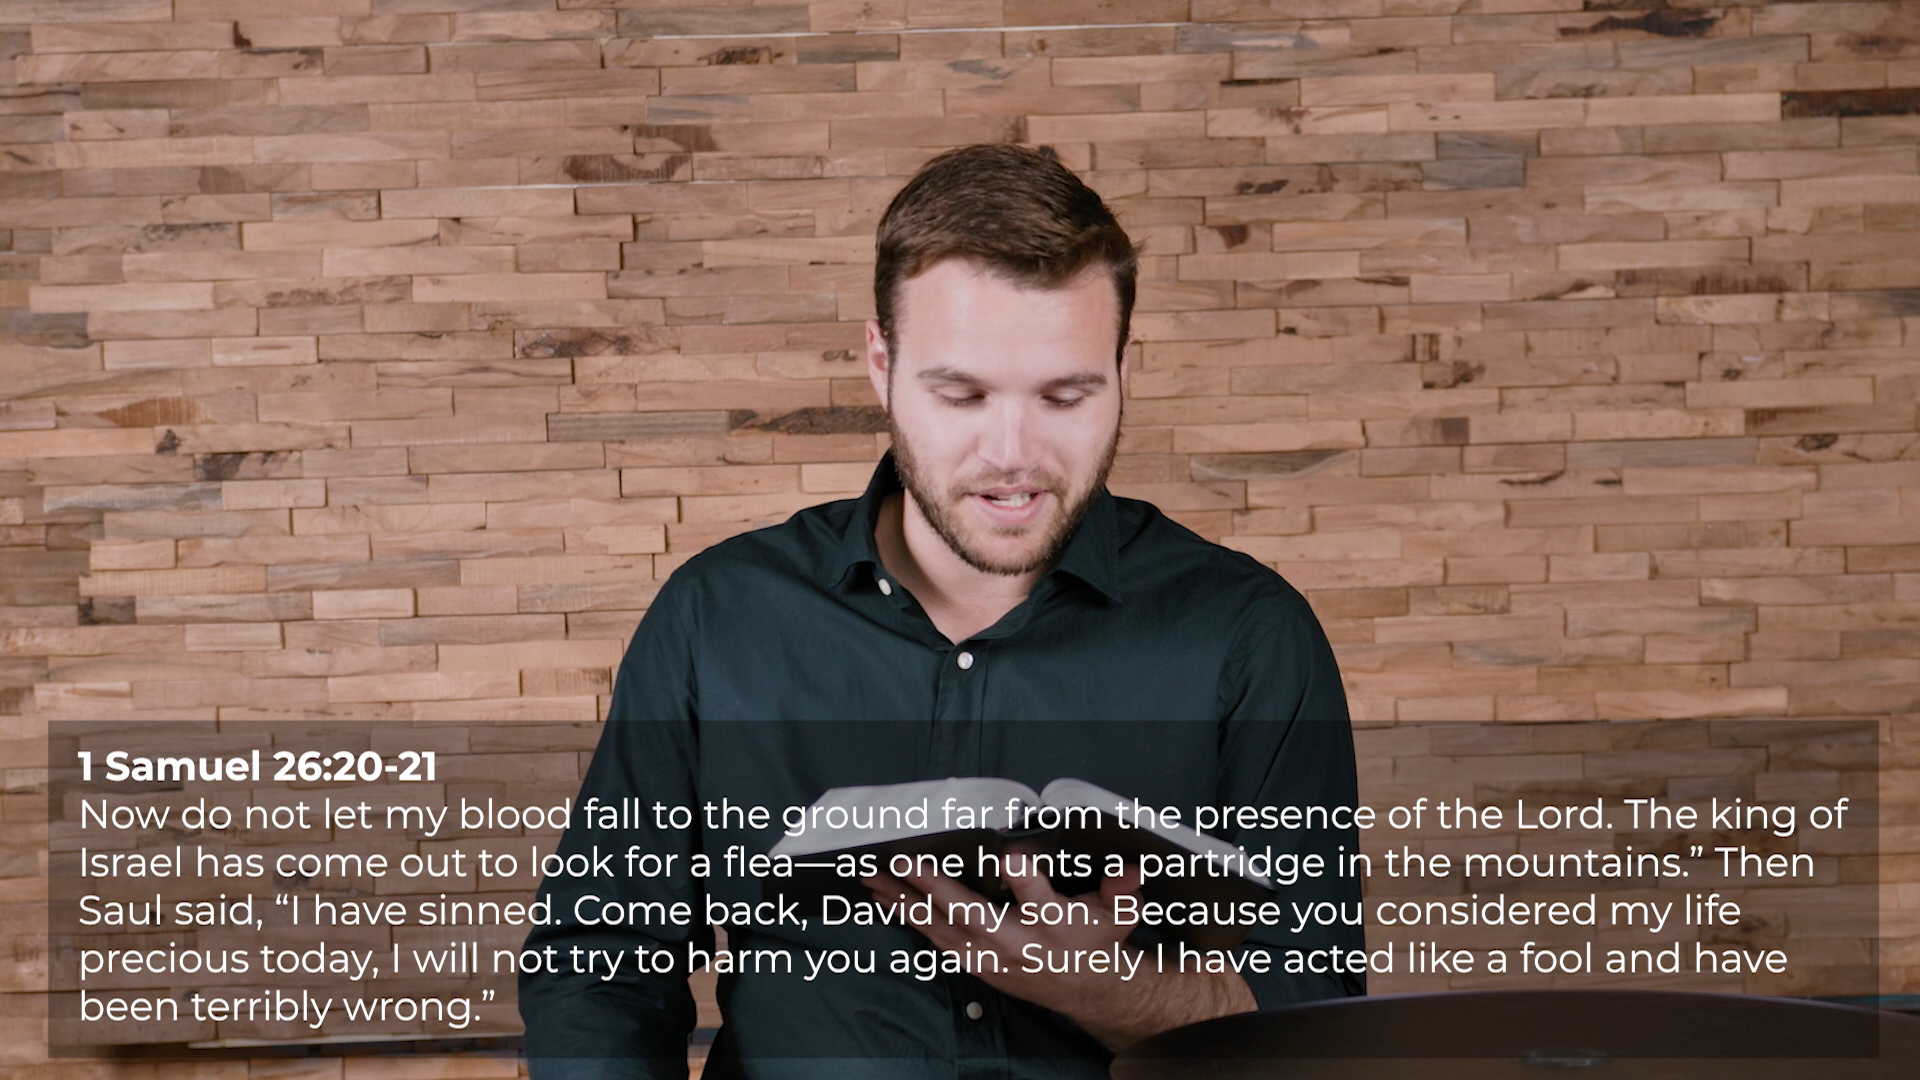 1 Samuel 26:20-21
Now do not let my blood fall to the ground far from the presence of the Lord. The king of
Israel has come out to look for a flea—as one hunts a partridge in the mountains.” Then
Saul said, “I have sinned. Come back, David my son. Because you considered my life
precious today, I will not try to harm you again. Surely I have acted like a fool and have
been terribly wrong.”